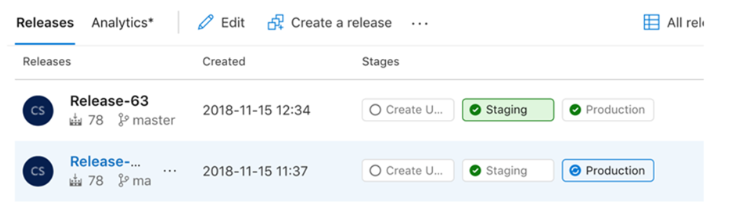 Releases Analytics* Edit Create a release ... All rele
Releases Created Stages
CS Release-63 2018-11-15 12:34 Create U... Staging Production
78 master
CS Release-... ... 2018-11-15 11:37 Create U... Staging Production
78 ma